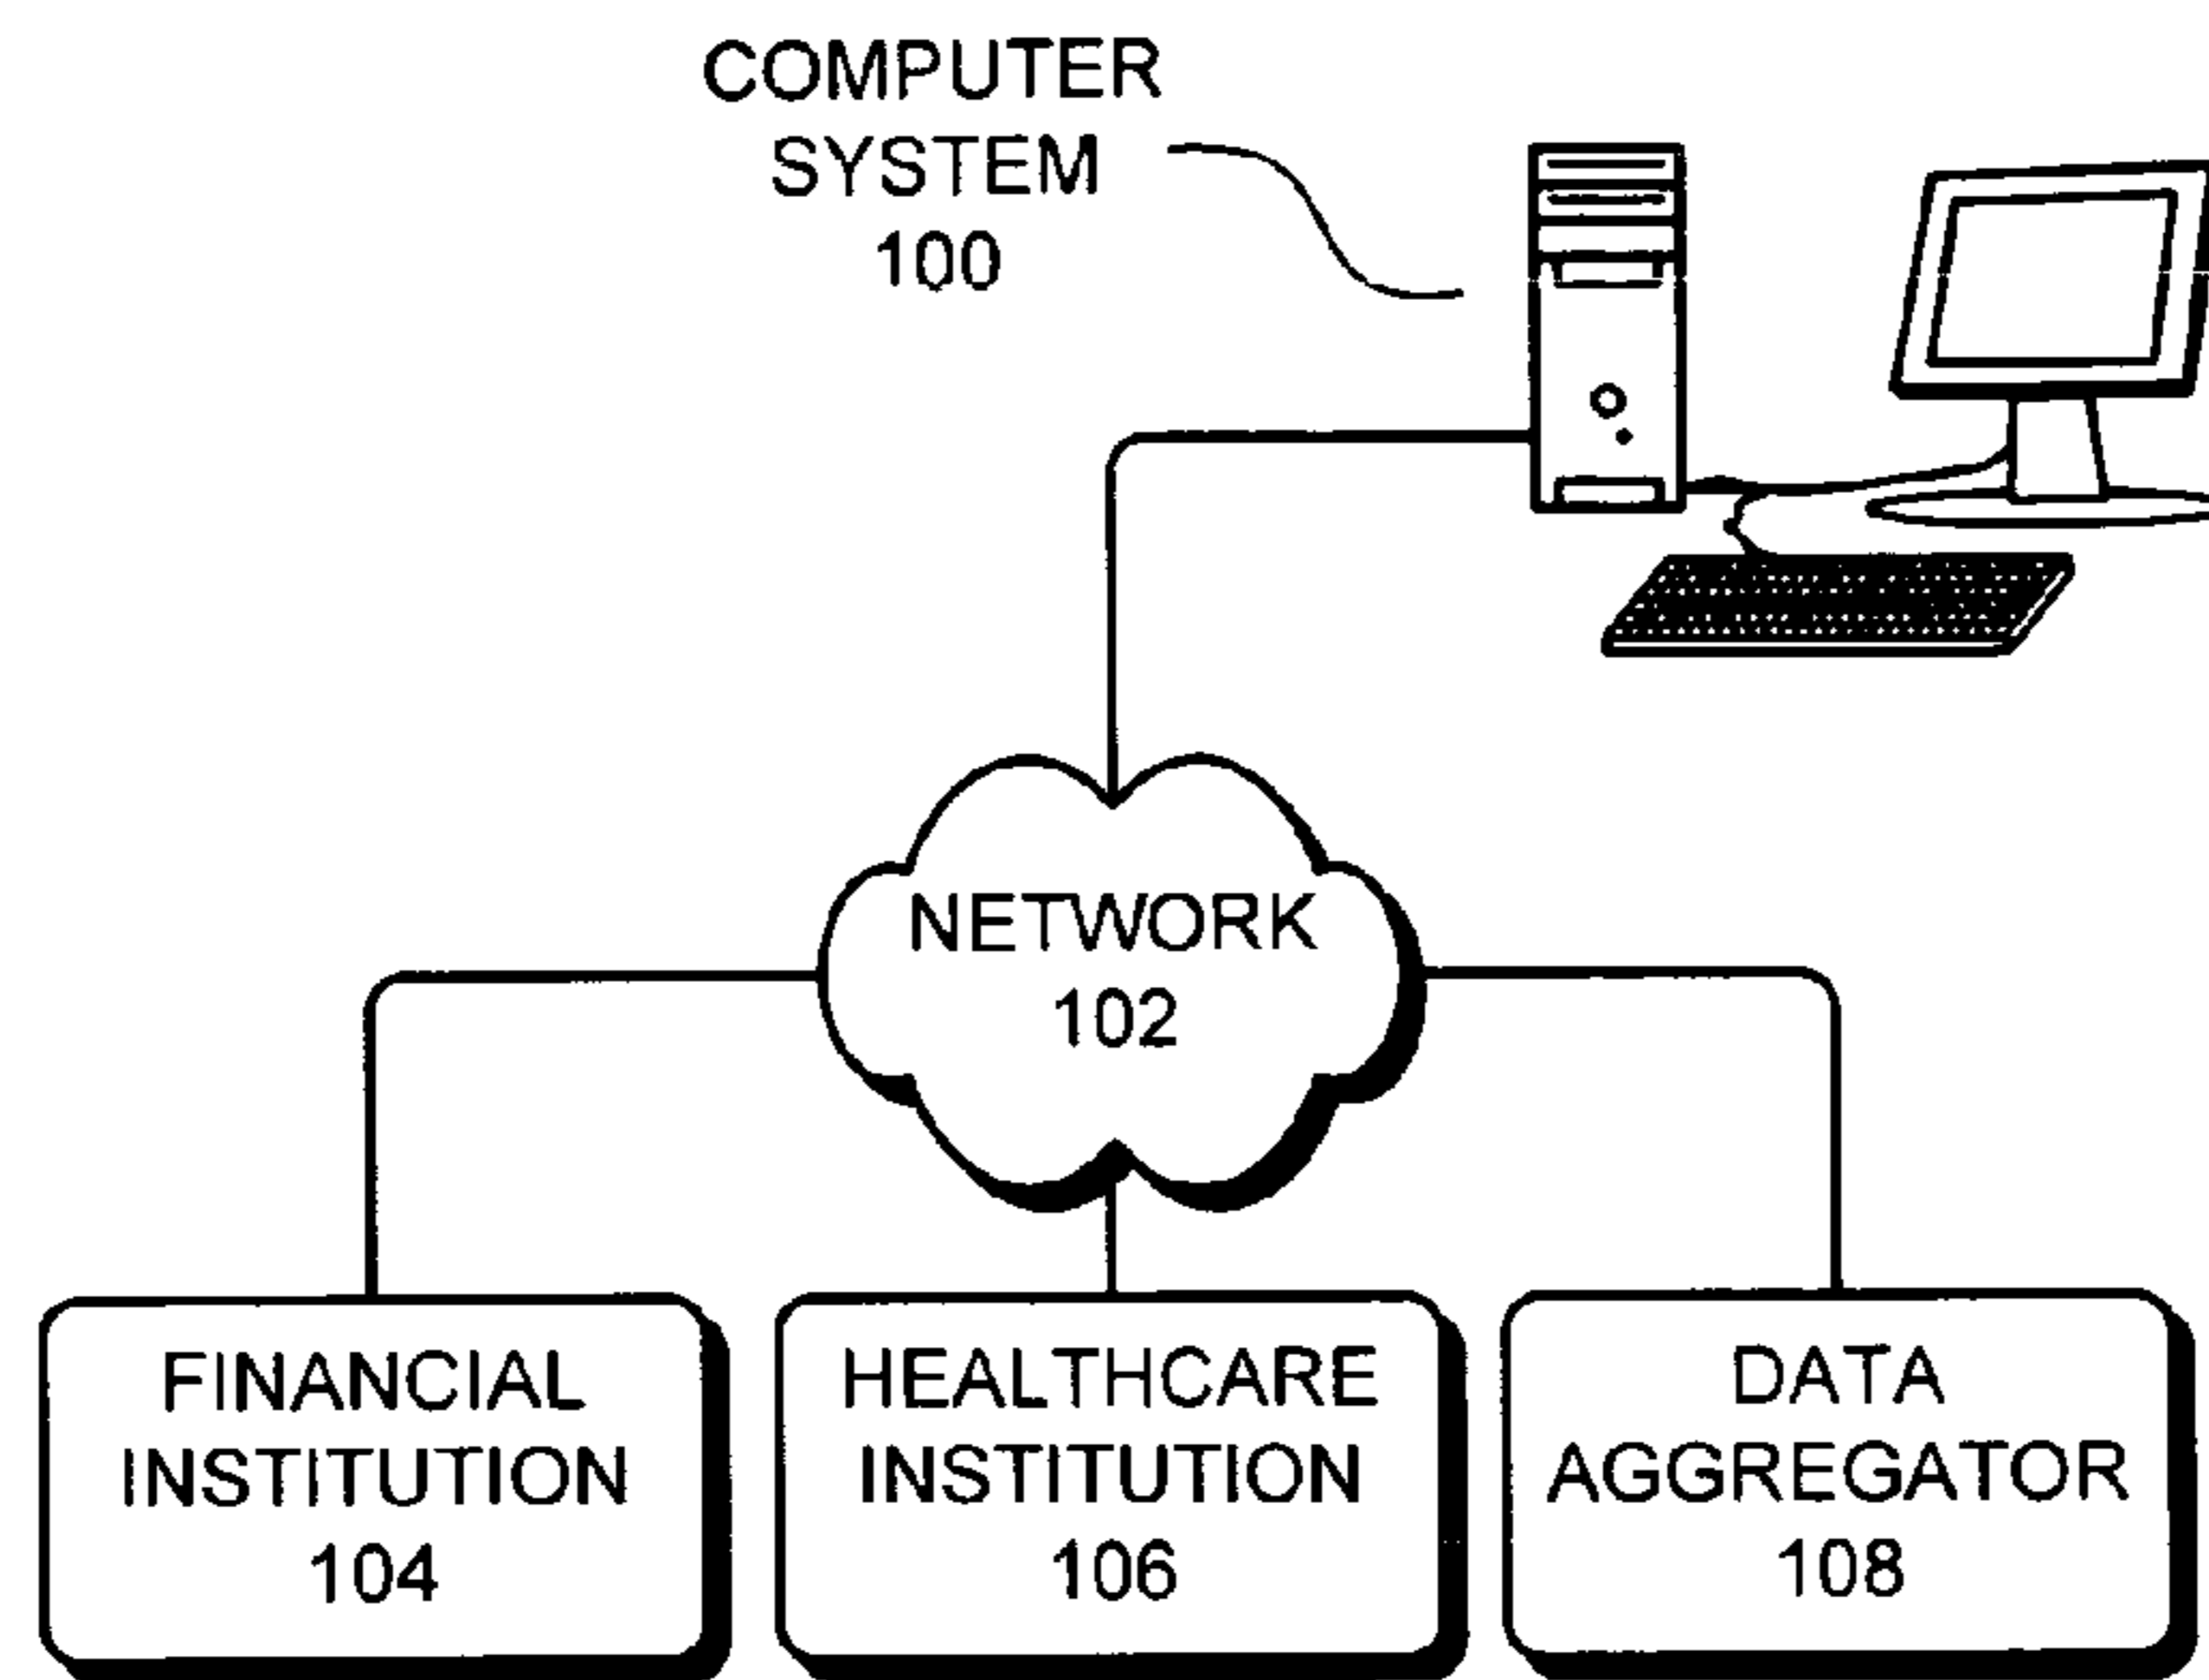 COMPUTER
SYSTEM
100
NETWORK
102
FINANCIAL
INSTITUTION
104
HEALTHCARE
INSTITUTION
106
DATA
AGGREGATOR
108